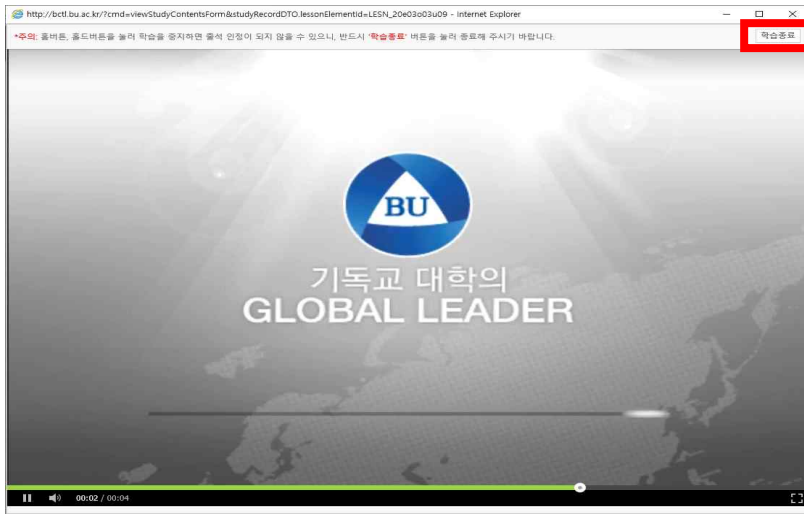 http://bctl.bu.ac.kr/?cmd=viewStudyContentsForm&studyRecordDTO.lessonElementId=LESN_20e03o03u09 - Internet Explorer
*주의: 홈버튼, 홀드버튼을 눌러 학습을 중지하면 출석 인정이 되지 않을 수 있으니, 반드시 '학습종료' 버튼을 눌러 종료해 주시기 바랍니다.
학습종료
BU
기독교 대학의
GLOBAL LEADER
00:02 / 00:04